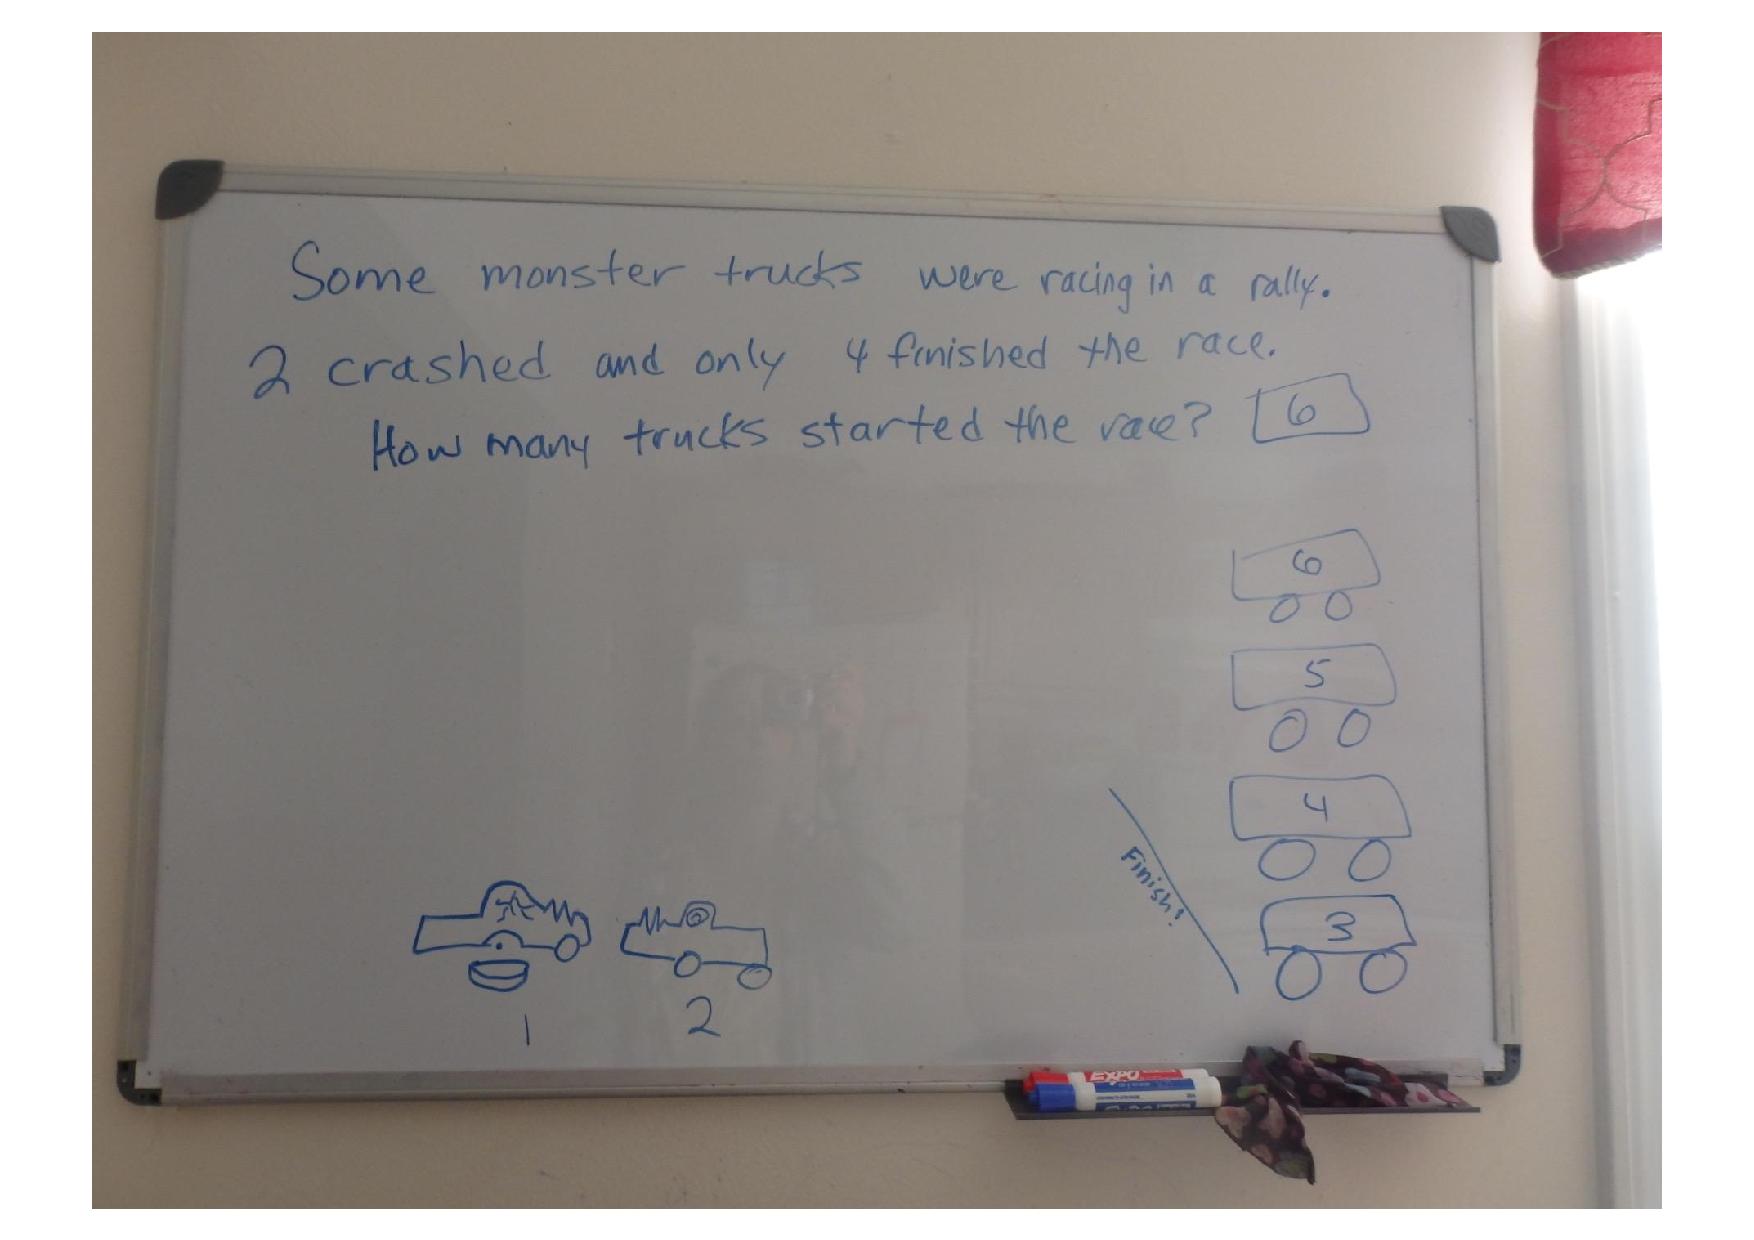 Some monster trucks were racing in a rally.
2 crashed and only 4 finished the race.
How many trucks started the race? 6
6
5
4
Finish!
3
1 2
EXPO